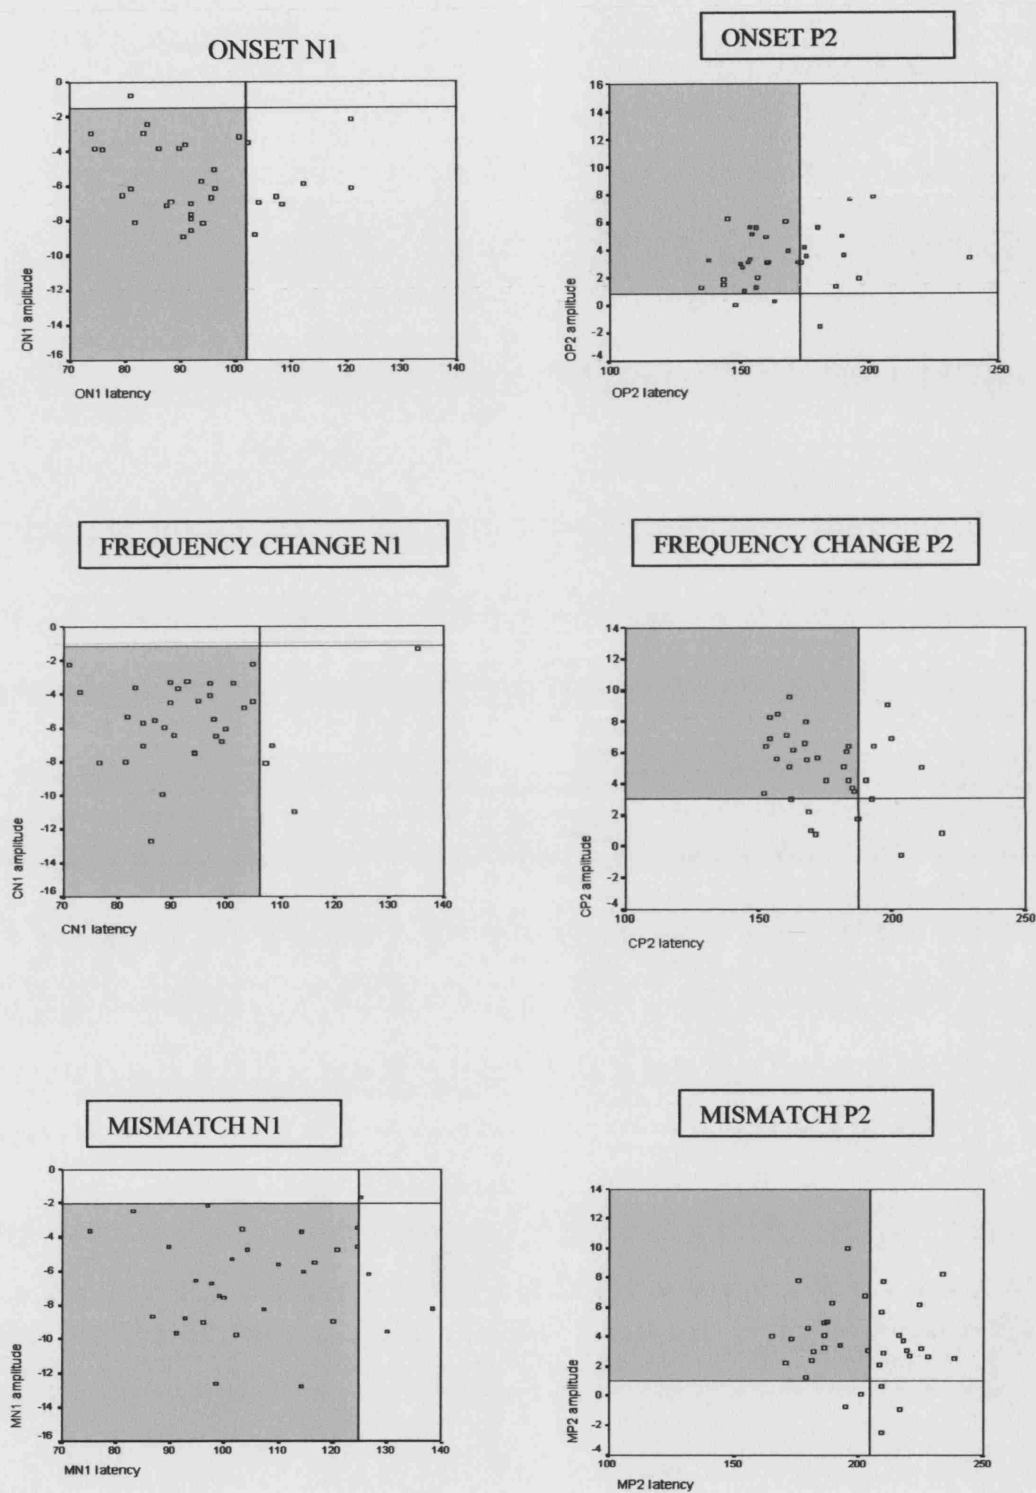 ONSET N1
0
-2
-4
-6
-8
-10
-12
-14
-16
ON1 amplitude
70 80 90 100 110 120 130 140
ON1 latency
ONSET P2
16
14
12
10
8
6
4
2
0
-2
-4
OP2 amplitude
100 150 200 250
OP2 latency
FREQUENCY CHANGE N1
0
-2
-4
-6
-8
-10
-12
-14
-16
CN1 amplitude
70 80 90 100 110 120 130 140
CN1 latency
FREQUENCY CHANGE P2
14
12
10
8
6
4
2
0
-2
-4
CP2 amplitude
100 150 200 250
CP2 latency
MISMATCH N1
0
-2
-4
-6
-8
-10
-12
-14
-16
MN1 amplitude
70 80 90 100 110 120 130 140
MN1 latency
MISMATCH P2
14
12
10
8
6
4
2
0
-2
-4
MP2 amplitude
100 150 200 250
MP2 latency